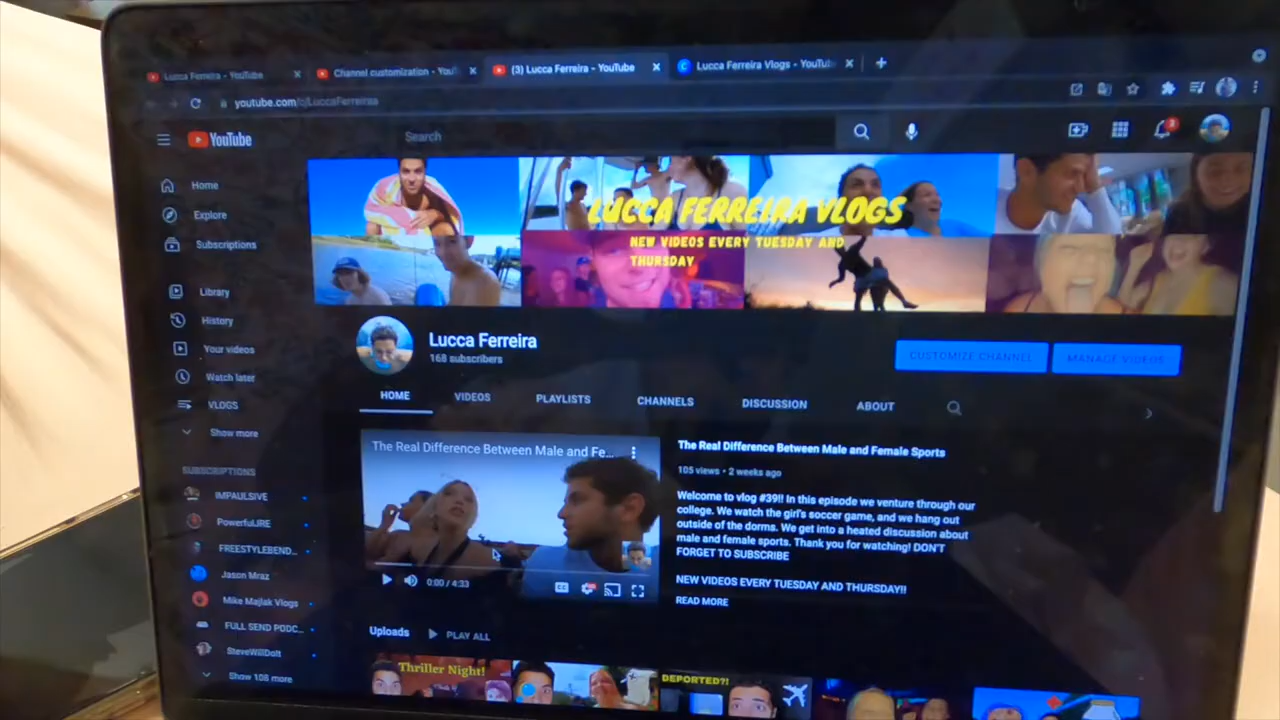 Lucca Ferreira - YouTube
Channel customization - YouT
(3) Lucca Ferreira - YouTube
Lucca Ferreira Vlogs - YouTub
youtube.com/c/LuccaFerreiraa
YouTube
Search
3
Home
Explore
Subscriptions
Library
History
Your videos
Watch later
VLOGS
Show more
SUBSCRIPTIONS
IMPAULSIVE
PowerfulJRE
FREESTYLEBEND...
Jason Mraz
Mike Majlak Vlogs
FULL SEND PODC...
SteveWillDoIt
Show 108 more
LUCCA FERREIRA VLOGS
NEW VIDEOS EVERY TUESDAY AND
THURSDAY
Lucca Ferreira
168 subscribers
CUSTOMIZE CHANNEL
MANAGE VIDEOS
HOME
VIDEOS
PLAYLISTS
CHANNELS
DISCUSSION
ABOUT
The Real Difference Between Male and Fe...
0:00 / 4:33
CC
The Real Difference Between Male and Female Sports
105 views • 2 weeks ago
Welcome to vlog #39!! In this episode we venture through our
college. We watch the girl's soccer game, and we hang out
outside of the dorms. We get into a heated discussion about
male and female sports. Thank you for watching! DON'T
FORGET TO SUBSCRIBE
NEW VIDEOS EVERY TUESDAY AND THURSDAY!!
READ MORE
Uploads
PLAY ALL
Thriller Night!
DEPORTED?!